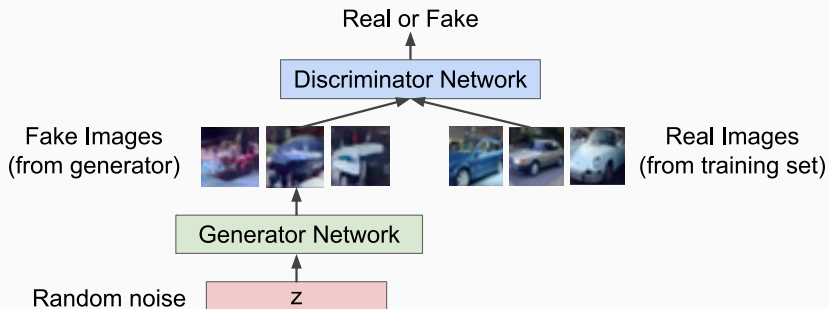 Real or Fake
Discriminator Network
Fake Images
(from generator)
Real Images
(from training set)
Generator Network
Random noise
z